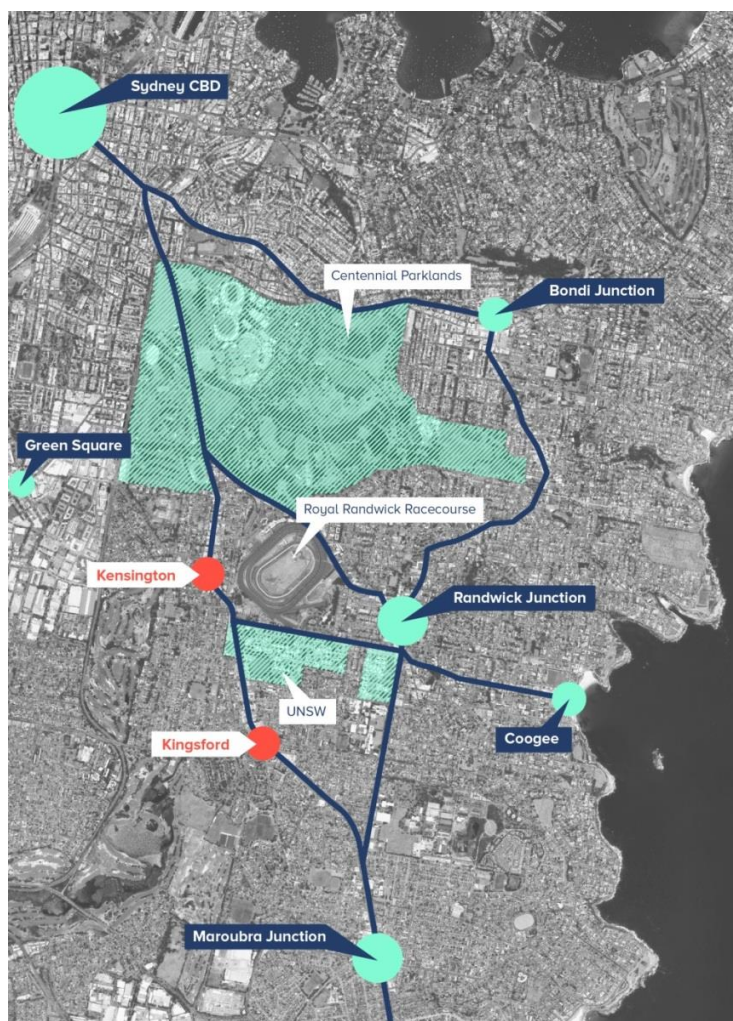 Sydney CBD
Centennial Parklands
Bondi Junction
Green Square
Royal Randwick Racecourse
Kensington
Randwick Junction
UNSW
Kingsford
Coogee
Maroubra Junction